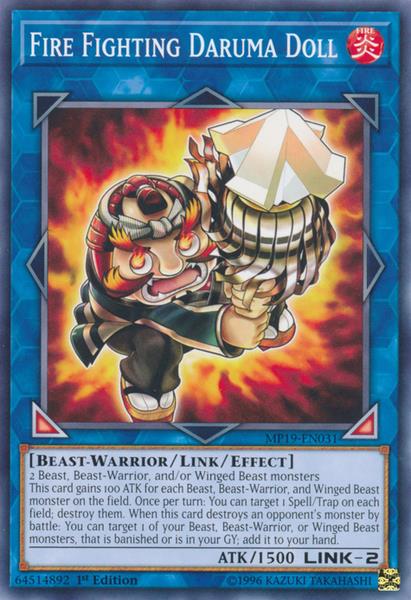 FIRE FIGHTING DARUMA DOLL
FIRE
炎
MP19-EN031
[BEAST-WARRIOR/LINK/EFFECT]
2 Beast, Beast-Warrior, and/or Winged Beast monsters
This card gains 100 ATK for each Beast, Beast-Warrior, and Winged Beast
monster on the field. Once per turn: You can target 1 Spell/Trap on each
field; destroy them. When this card destroys an opponent's monster by
battle: You can target 1 of your Beast, Beast-Warrior, or Winged Beast
monsters, that is banished or is in your GY; add it to your hand.
ATK/1500 LINK-2
64514892 1st Edition ©1996 KAZUKI TAKAHASHI